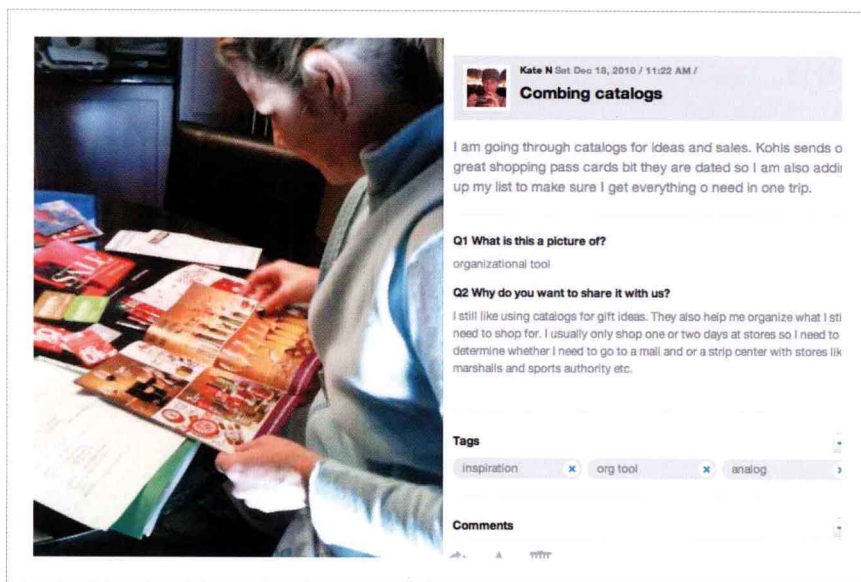 SALE
Kate N Sat Dec 18, 2010 / 11:22 AM /
Combing catalogs
I am going through catalogs for ideas and sales. Kohls sends o
great shopping pass cards bit they are dated so I am also addin
up my list to make sure I get everything o need in one trip.
Q1 What is this a picture of?
organizational tool
Q2 Why do you want to share it with us?
I still like using catalogs for gift ideas. They also help me organize what I sti
need to shop for. I usually only shop one or two days at stores so I need to
determine whether I need to go to a mall and or a strip center with stores lik
marshalls and sports authority etc.
Tags
inspiration ×
org tool ×
analog
Comments